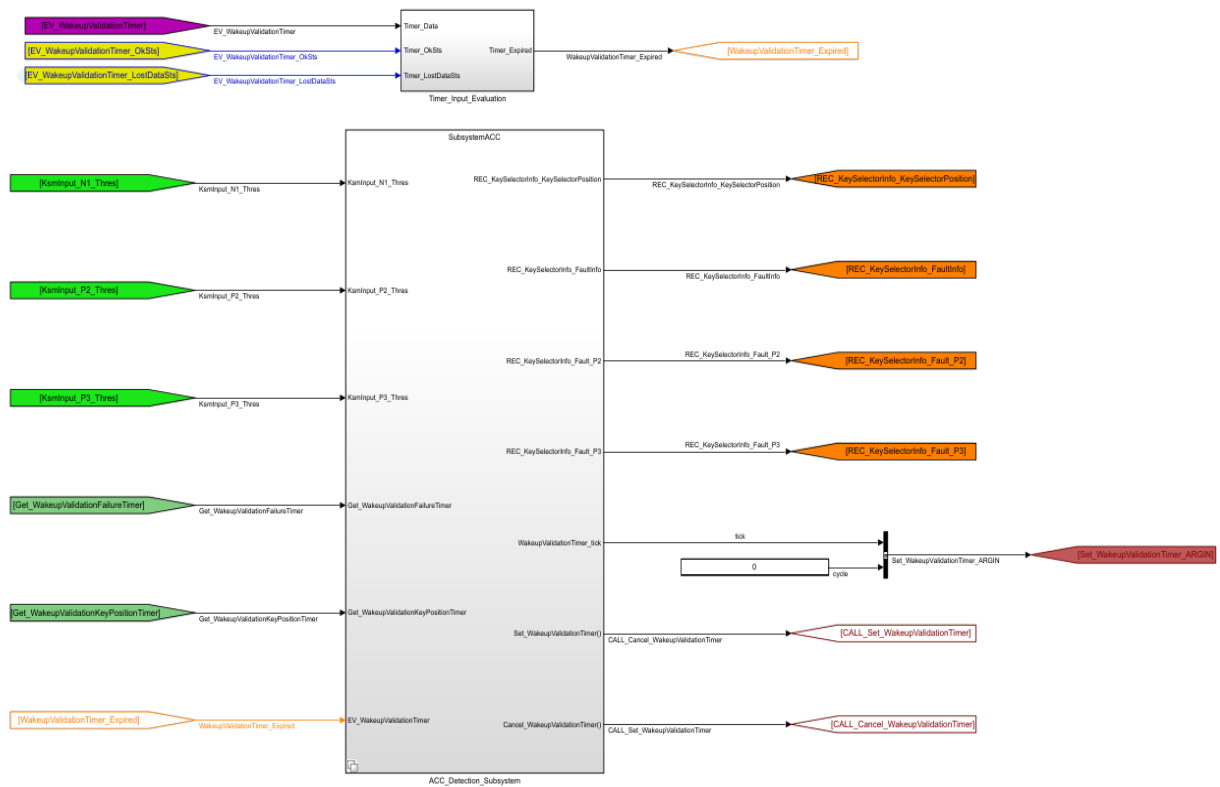 [EV_WakeupValidationTimer]
EV_WakeupValidationTimer
Timer_Data
[EV_WakeupValidationTimer_OkSts]
EV_WakeupValidationTimer_OkSts
Timer_OkSts
Timer_Expired
WakeupValidationTimer_Expired
[WakeupValidationTimer_Expired]
[EV_WakeupValidationTimer_LostDataSts]
EV_WakeupValidationTimer_LostDataSts
Timer_LostDataSts
Timer_Input_Evaluation
SubsystemACC
[KsmInput_N1_Thres]
KsmInput_N1_Thres
KsmInput_N1_Thres
REC_KeySelectorInfo_KeySelectorPosition
REC_KeySelectorInfo_KeySelectorPosition
[REC_KeySelectorInfo_KeySelectorPosition]
REC_KeySelectorInfo_FaultInfo
REC_KeySelectorInfo_FaultInfo
[REC_KeySelectorInfo_FaultInfo]
[KsmInput_P2_Thres]
KsmInput_P2_Thres
KsmInput_P2_Thres
REC_KeySelectorInfo_Fault_P2
REC_KeySelectorInfo_Fault_P2
[REC_KeySelectorInfo_Fault_P2]
[KsmInput_P3_Thres]
KsmInput_P3_Thres
KsmInput_P3_Thres
REC_KeySelectorInfo_Fault_P3
REC_KeySelectorInfo_Fault_P3
[REC_KeySelectorInfo_Fault_P3]
[Get_WakeupValidationFailureTimer]
Get_WakeupValidationFailureTimer
Get_WakeupValidationFailureTimer
WakeupValidationTimer_tick
tick
0
cycle
Set_WakeupValidationTimer_ARGIN
[Set_WakeupValidationTimer_ARGIN]
[Get_WakeupValidationKeyPositionTimer]
Get_WakeupValidationKeyPositionTimer
Get_WakeupValidationKeyPositionTimer
Set_WakeupValidationTimer()
CALL_Cancel_WakeupValidationTimer
[CALL_Set_WakeupValidationTimer]
[WakeupValidationTimer_Expired]
WakeupValidationTimer_Expired
EV_WakeupValidationTimer
Cancel_WakeupValidationTimer()
CALL_Set_WakeupValidationTimer
[CALL_Cancel_WakeupValidationTimer]
ACC_Detection_Subsystem